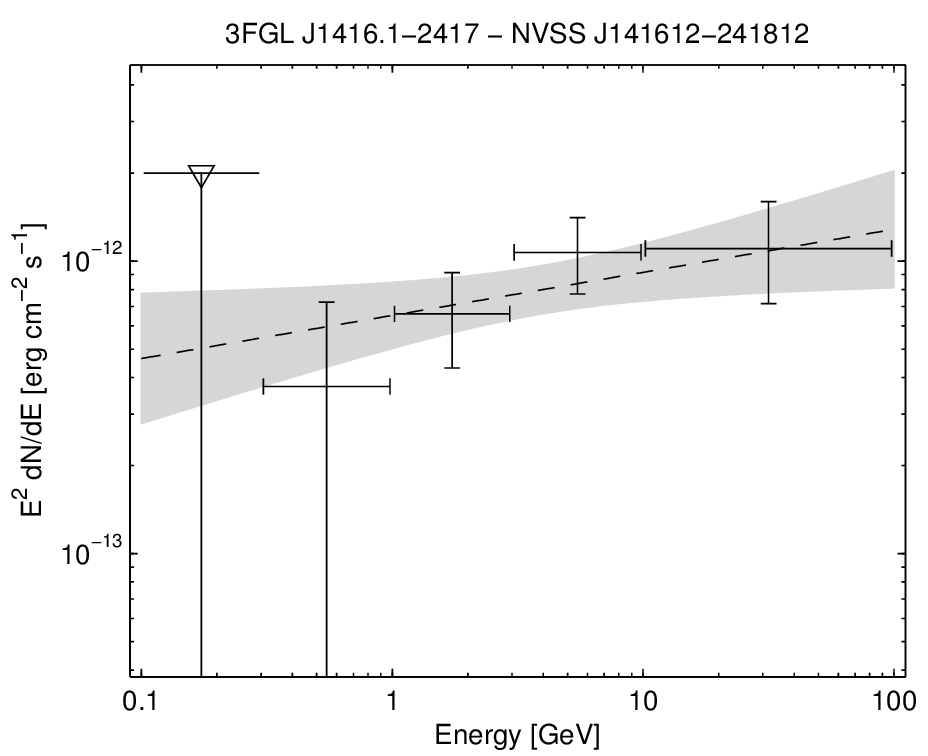 3FGL J1416.1−2417 − NVSS J141612−241812
E² dN/dE [erg cm⁻² s⁻¹]
10⁻¹²
10⁻¹³
0.1 1 10 100
Energy [GeV]